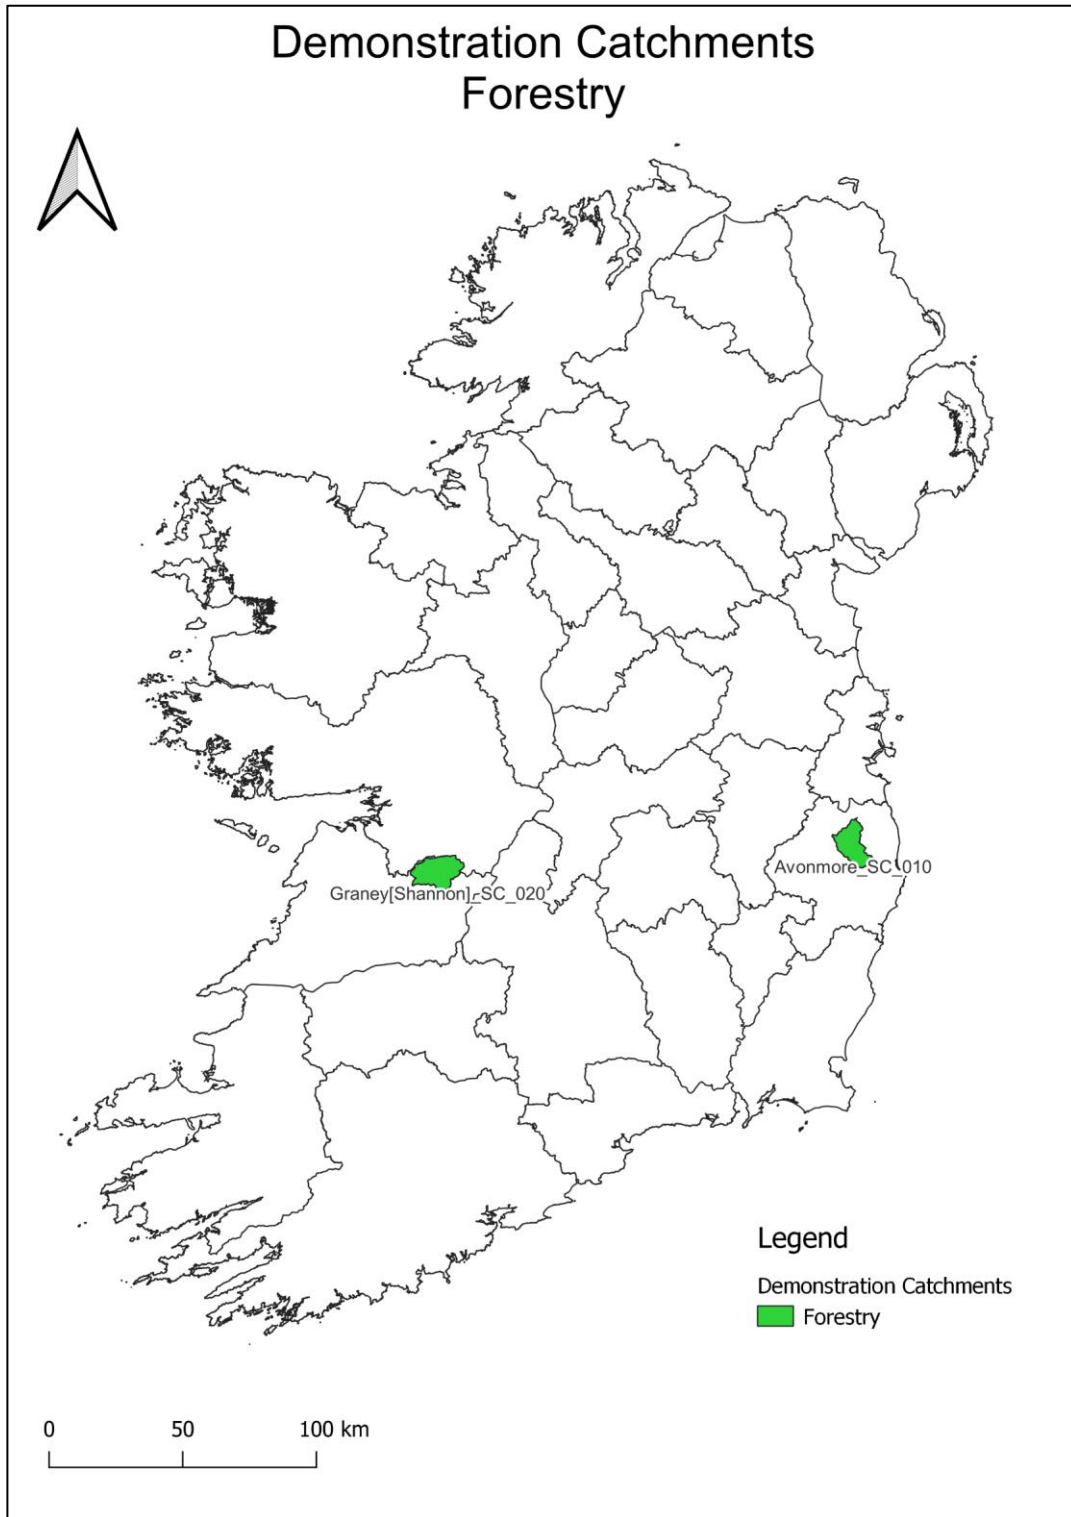 Demonstration Catchments
Forestry
Avonmore_SC_010
Graney[Shannon]_SC_020
Legend
Demonstration Catchments
Forestry
0 50 100 km